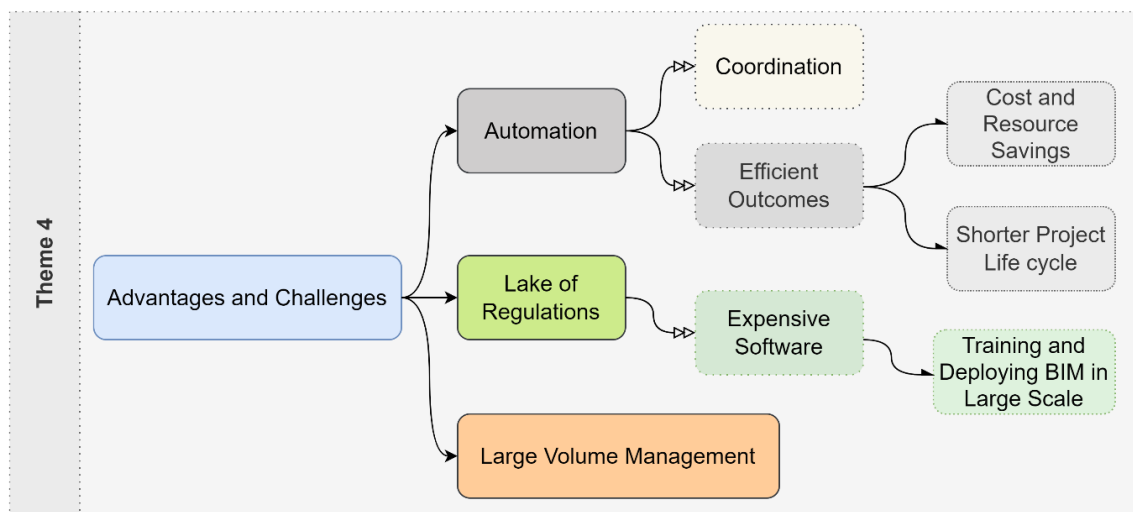 Theme 4
Advantages and Challenges
Automation
Coordination
Efficient
Outcomes
Cost and
Resource
Savings
Shorter Project
Life cycle
Lake of
Regulations
Expensive
Software
Training and
Deploying BIM in
Large Scale
Large Volume Management